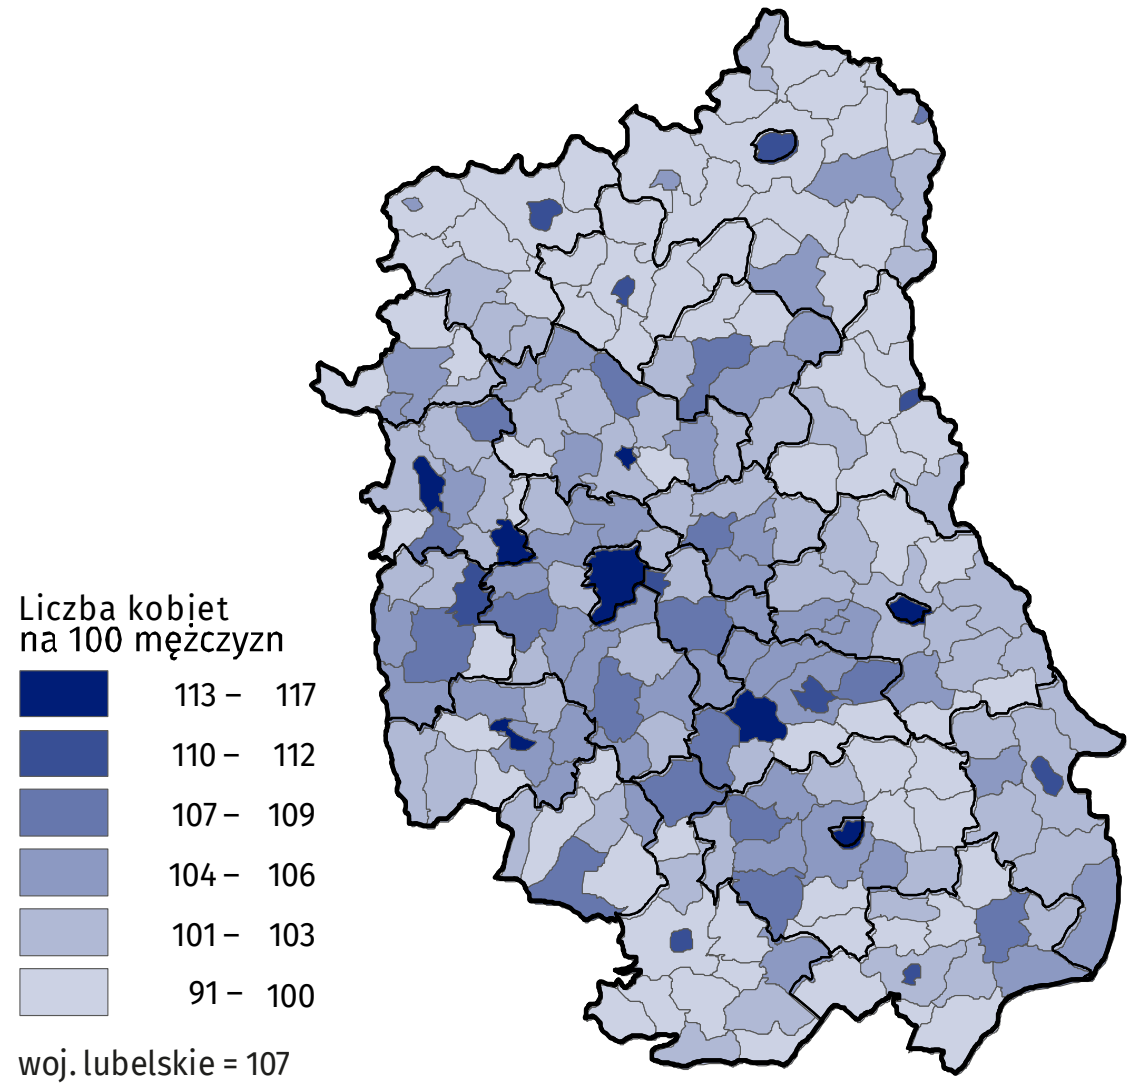 Liczba kobiet
na 100 mężczyzn
113 – 117
110 – 112
107 – 109
104 – 106
101 – 103
91 – 100
woj. lubelskie = 107